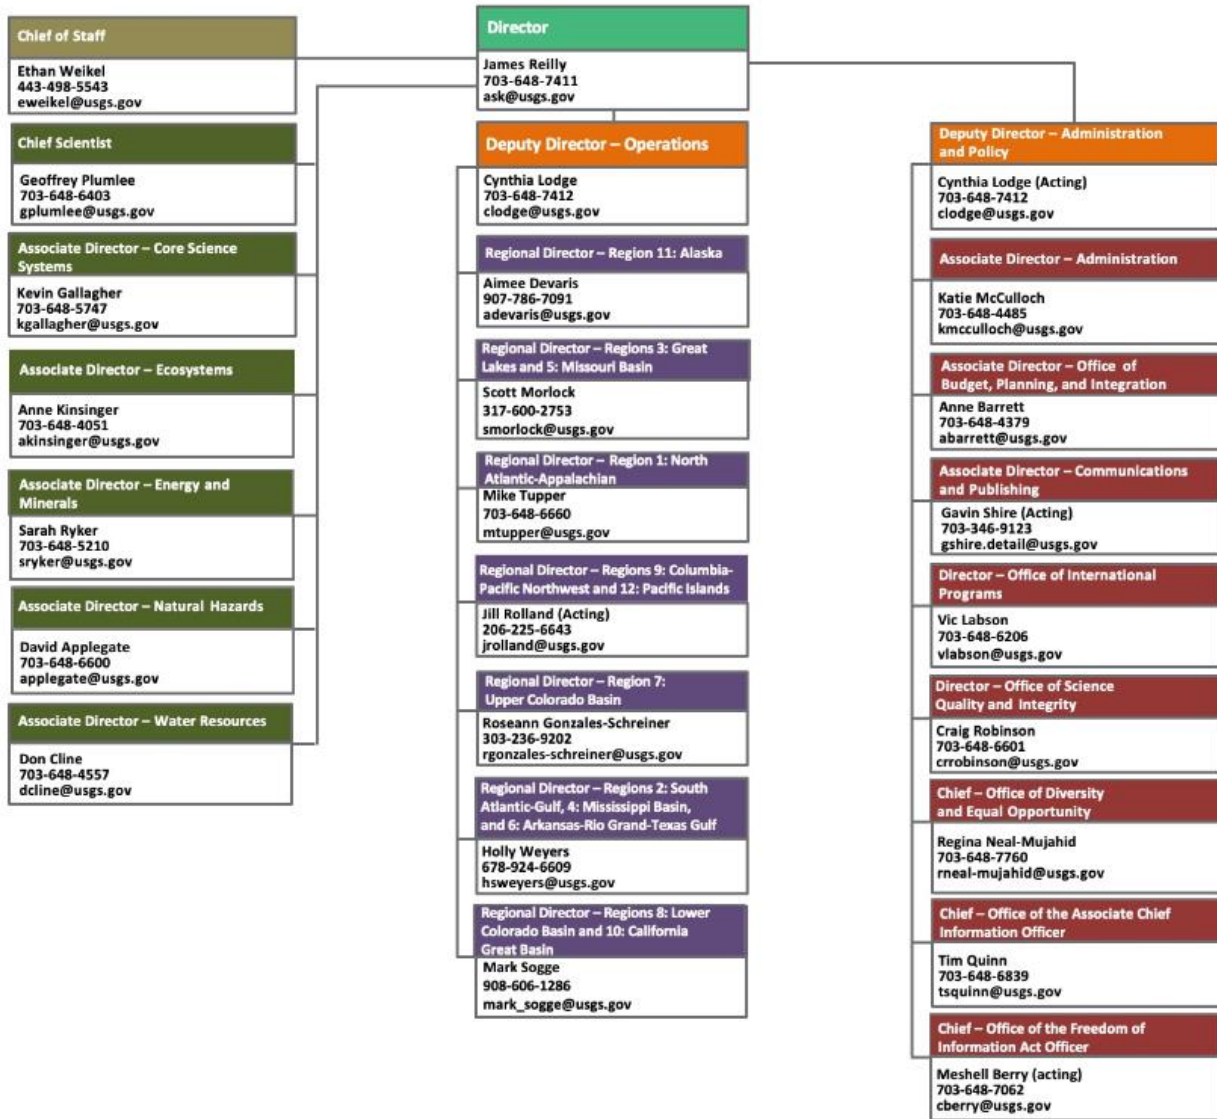 Chief of Staff
Ethan Weikel
443-498-5543
eweikel@usgs.gov
Chief Scientist
Geoffrey Plumlee
703-648-6403
gplumlee@usgs.gov
Associate Director – Core Science
Systems
Kevin Gallagher
703-648-5747
kgallagher@usgs.gov
Associate Director – Ecosystems
Anne Kinsinger
703-648-4051
akinsinger@usgs.gov
Associate Director – Energy and
Minerals
Sarah Ryker
703-648-5210
sryker@usgs.gov
Associate Director – Natural Hazards
David Applegate
703-648-6600
applegate@usgs.gov
Associate Director – Water Resources
Don Cline
703-648-4557
dcline@usgs.gov
Director
James Reilly
703-648-7411
ask@usgs.gov
Deputy Director – Operations
Cynthia Lodge
703-648-7412
clodge@usgs.gov
Regional Director – Region 11: Alaska
Aimee Devaris
907-786-7091
adevaris@usgs.gov
Regional Director – Regions 3: Great
Lakes and 5: Missouri Basin
Scott Morlock
317-600-2753
smorlock@usgs.gov
Regional Director – Region 1: North
Atlantic-Appalachian
Mike Tupper
703-648-6660
mtupper@usgs.gov
Regional Director – Regions 9: Columbia-
Pacific Northwest and 12: Pacific Islands
Jill Rolland (Acting)
206-225-6643
jrolland@usgs.gov
Regional Director – Region 7:
Upper Colorado Basin
Roseann Gonzales-Schreiner
303-236-9202
rgonzales-schreiner@usgs.gov
Regional Director – Regions 2: South
Atlantic-Gulf, 4: Mississippi Basin,
and 6: Arkansas-Rio Grand-Texas Gulf
Holly Weyers
678-924-6609
hsweyers@usgs.gov
Regional Director – Regions 8: Lower
Colorado Basin and 10: California
Great Basin
Mark Sogge
908-606-1286
mark_sogge@usgs.gov
Deputy Director – Administration
and Policy
Cynthia Lodge (Acting)
703-648-7412
clodge@usgs.gov
Associate Director – Administration
Katie McCulloch
703-648-4485
kmcculloch@usgs.gov
Associate Director – Office of
Budget, Planning, and Integration
Anne Barrett
703-648-4379
abarrett@usgs.gov
Associate Director – Communications
and Publishing
Gavin Shire (Acting)
703-346-9123
gshire.detail@usgs.gov
Director – Office of International
Programs
Vic Labson
703-648-6206
vlabson@usgs.gov
Director – Office of Science
Quality and Integrity
Craig Robinson
703-648-6601
crrobinson@usgs.gov
Chief – Office of Diversity
and Equal Opportunity
Regina Neal-Mujahid
703-648-7760
rneal-mujahid@usgs.gov
Chief – Office of the Associate Chief
Information Officer
Tim Quinn
703-648-6839
tsquinn@usgs.gov
Chief – Office of the Freedom of
Information Act Officer
Meshell Berry (acting)
703-648-7062
cberry@usgs.gov